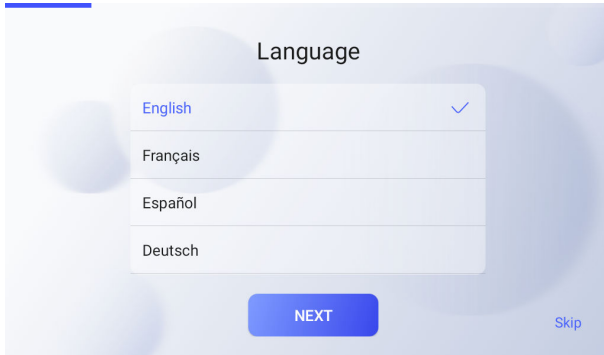 Language
English
Français
Español
Deutsch
NEXT
Skip